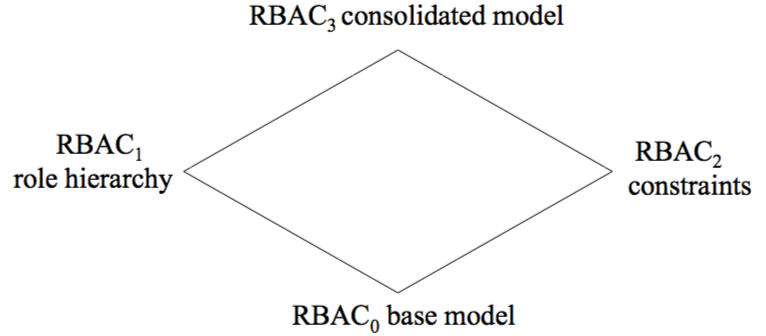 RBAC₃ consolidated model
RBAC₁
role hierarchy
RBAC₂
constraints
RBAC₀ base model